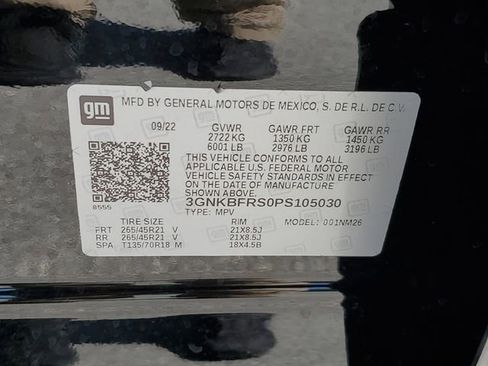 gm
MFD BY GENERAL MOTORS DE MEXICO, S. DE R.L. DE C.V.
09/22 GVWR GAWR FRT GAWR RR
2722 KG 1350 KG 1450 KG
6001 LB 2976 LB 3196 LB
THIS VEHICLE CONFORMS TO ALL
APPLICABLE U.S. FEDERAL MOTOR
VEHICLE SAFETY STANDARDS IN EFFECT
ON THE DATE OF MANUFACTURE SHOWN ABOVE.
3GNKBFRS0PS105030
8555 TYPE: MPV MODEL: 001NM26
TIRE SIZE RIM
FRT 265/45R21 V 21X8.5J
RR 265/45R21 V 21X8.5J
SPA T135/70R18 M 18X4.5B